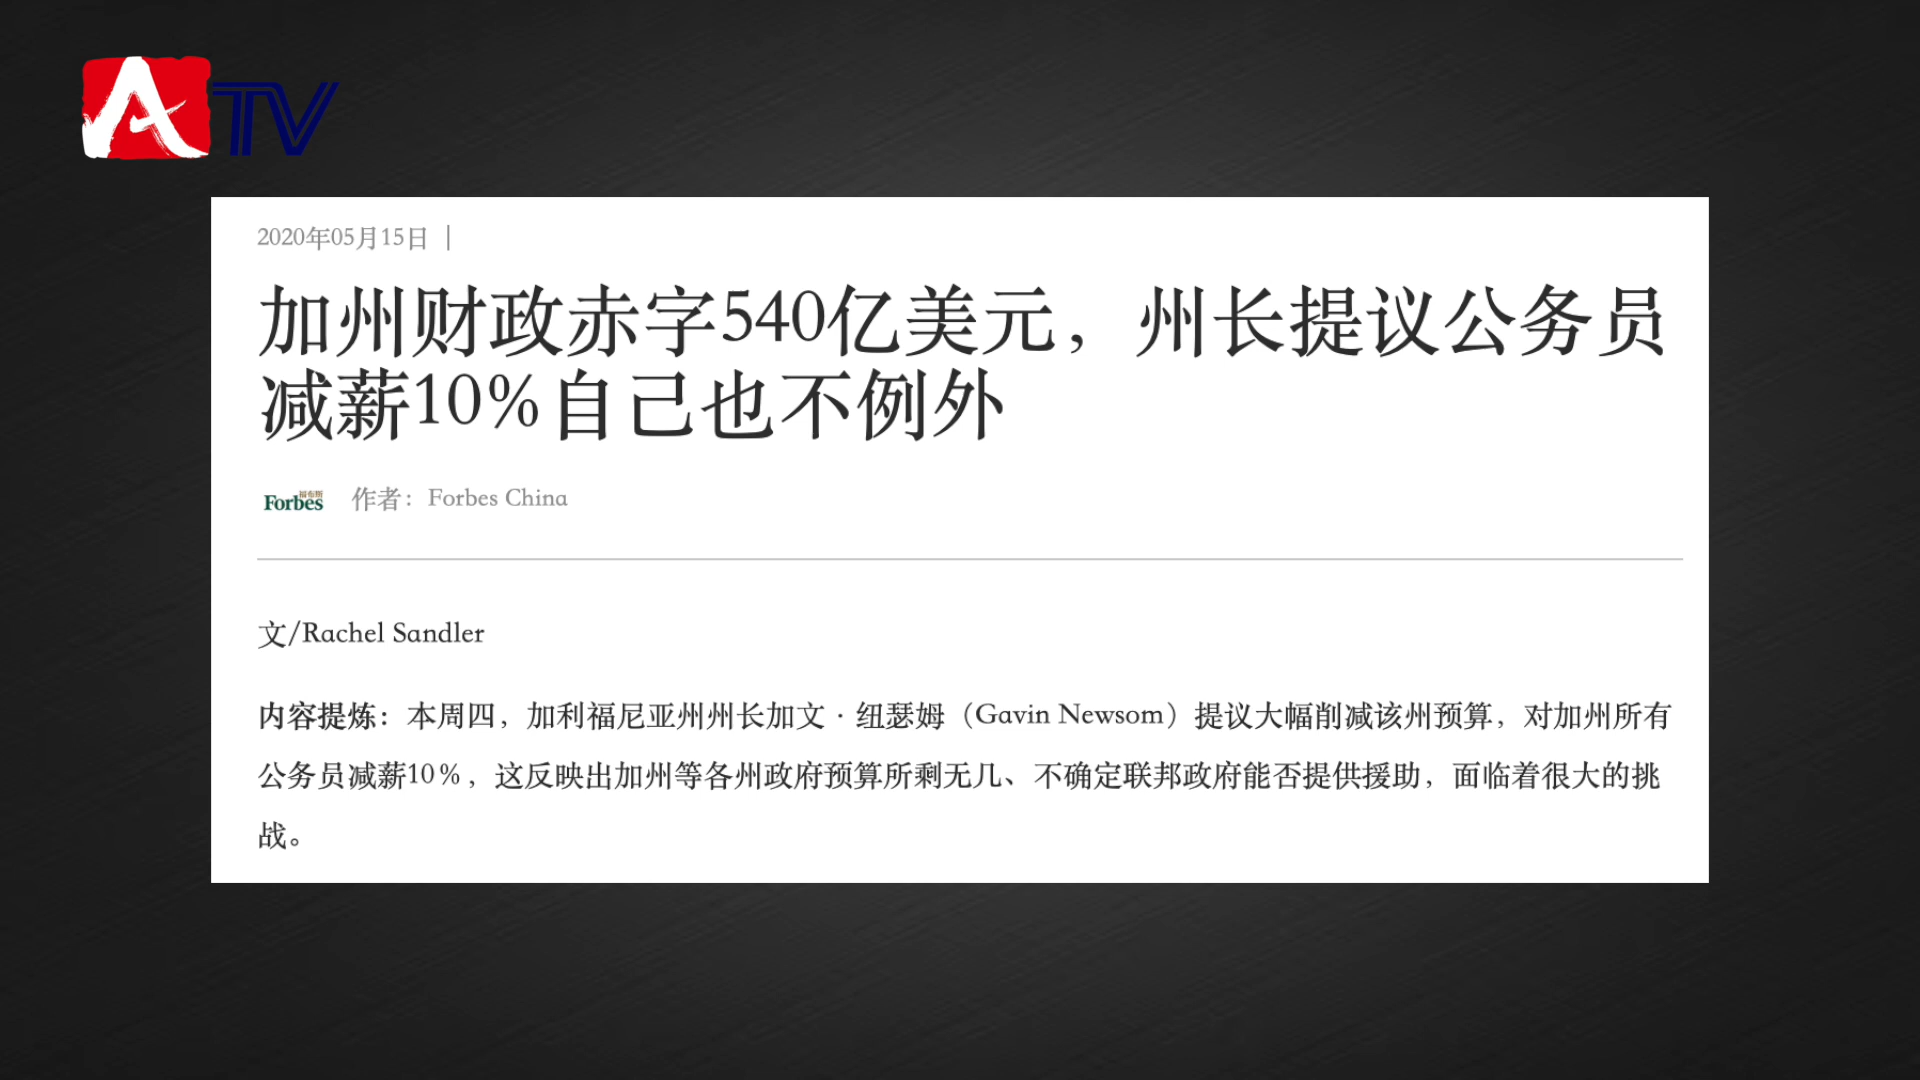 ATV
2020年05月15日 |
加州财政赤字540亿美元，州长提议公务员
减薪10%自己也不例外
Forbes 福布斯 作者：Forbes China
文/Rachel Sandler
内容提炼：本周四，加利福尼亚州州长加文·纽瑟姆（Gavin Newsom）提议大幅削减该州预算，对加州所有
公务员减薪10%，这反映出加州等各州政府预算所剩无几、不确定联邦政府能否提供援助，面临着很大的挑
战。